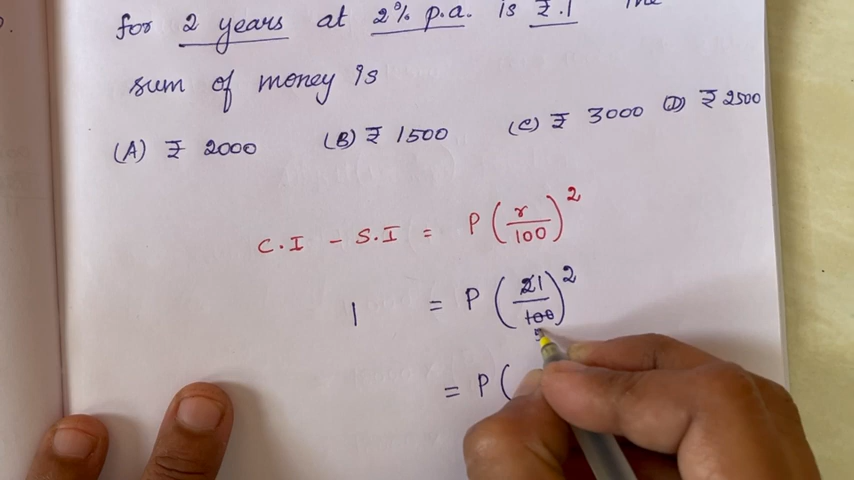 for 2 years at 2% p.a. is ₹.1
sum of money is
(A) ₹ 2000 (B) ₹ 1500 (C) ₹ 3000 (D) ₹ 2500
C.I - S.I = P(r/100)²
1 = P(21/100)²
= P(